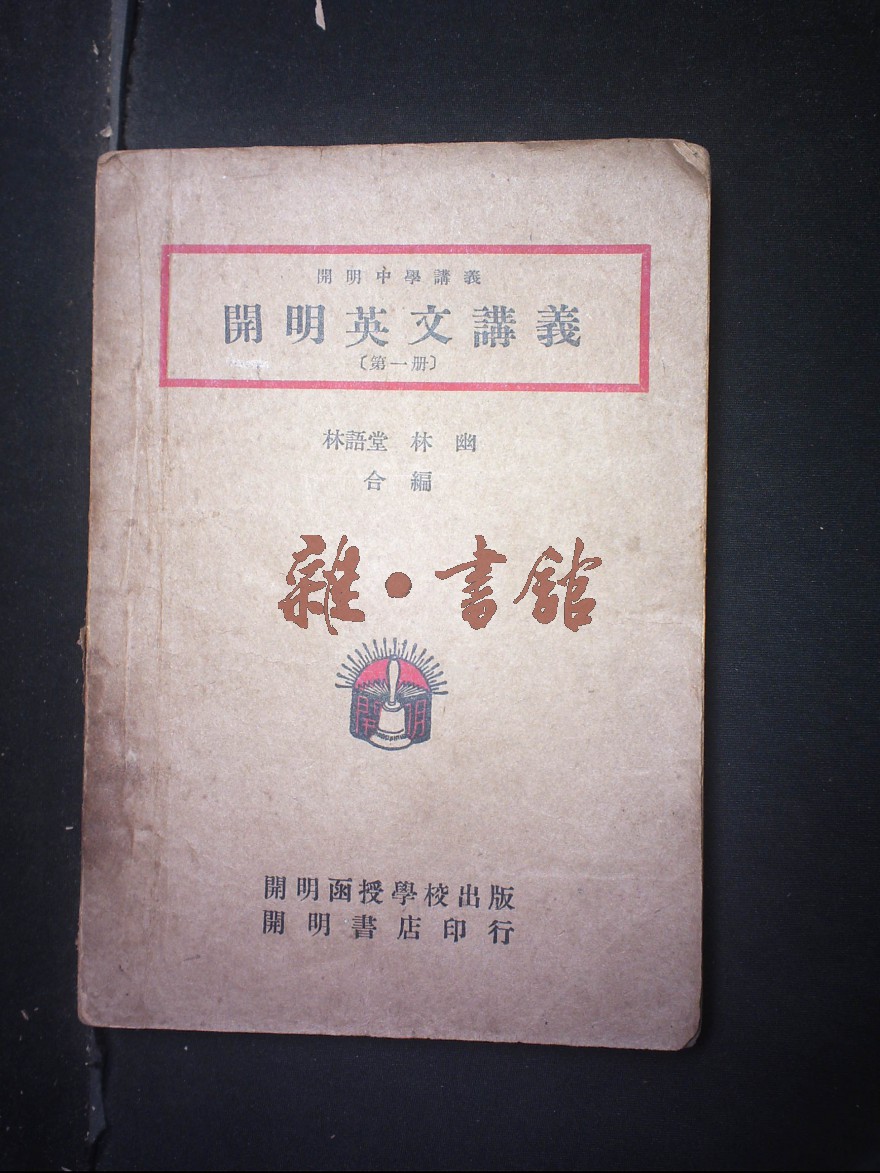 開明中學講義
開明英文講義
〔第一册〕
林語堂 林幽
合編
雜·書館
開明
開明函授學校出版
開明書店印行